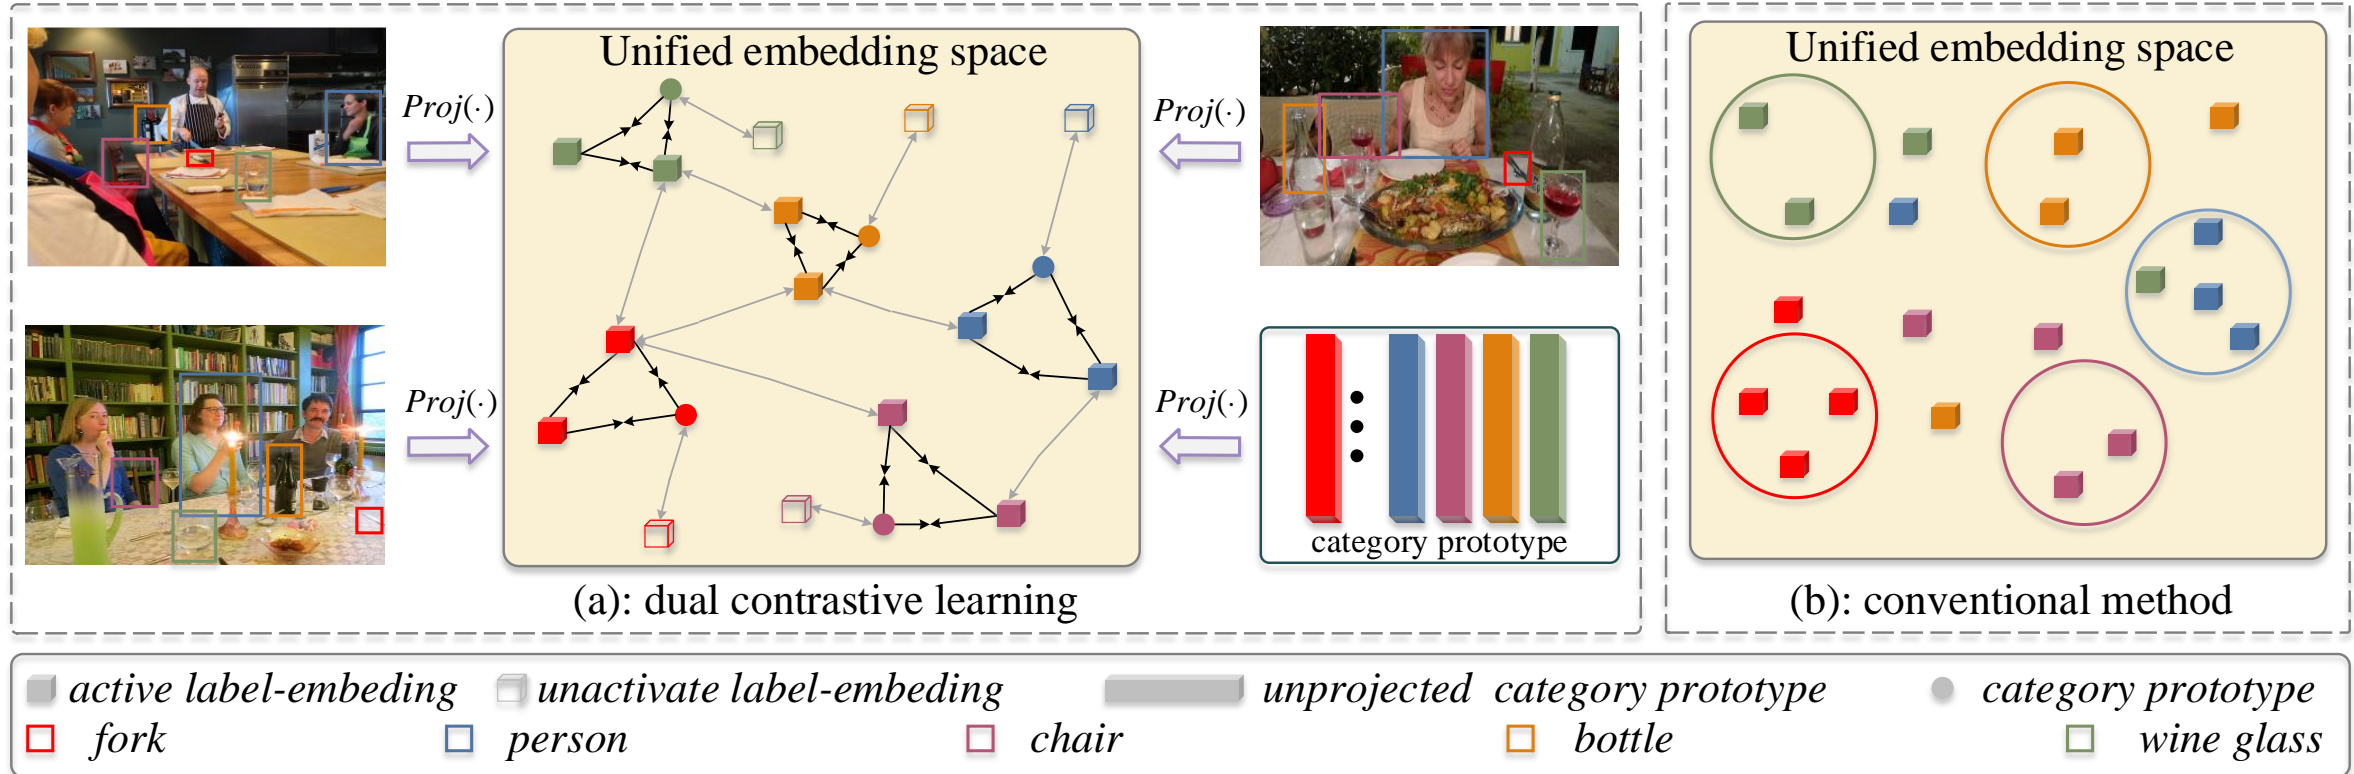 Unified embedding space
Proj(·)
Proj(·)
Proj(·)
Proj(·)
category prototype
(a): dual contrastive learning
Unified embedding space
(b): conventional method
active label-embeding
unactivate label-embeding
unprojected category prototype
category prototype
fork
person
chair
bottle
wine glass